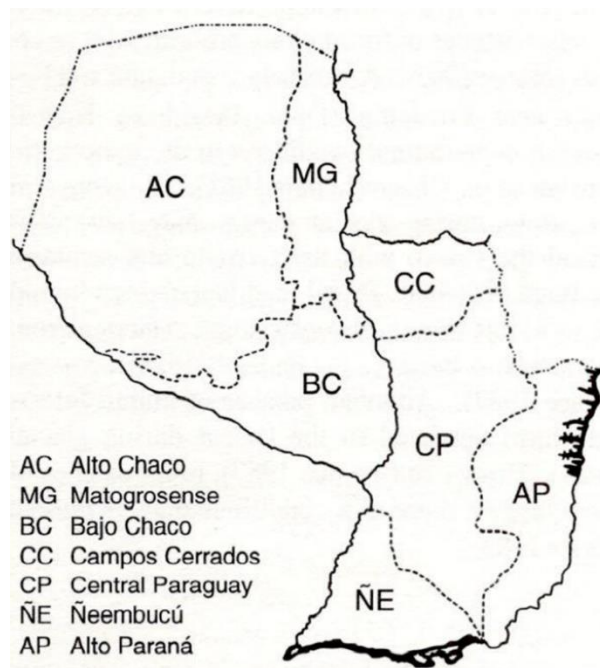 AC
MG
CC
BC
CP
AP
ÑE
AC Alto Chaco
MG Matogrosense
BC Bajo Chaco
CC Campos Cerrados
CP Central Paraguay
ÑE Ñeembucú
AP Alto Paraná